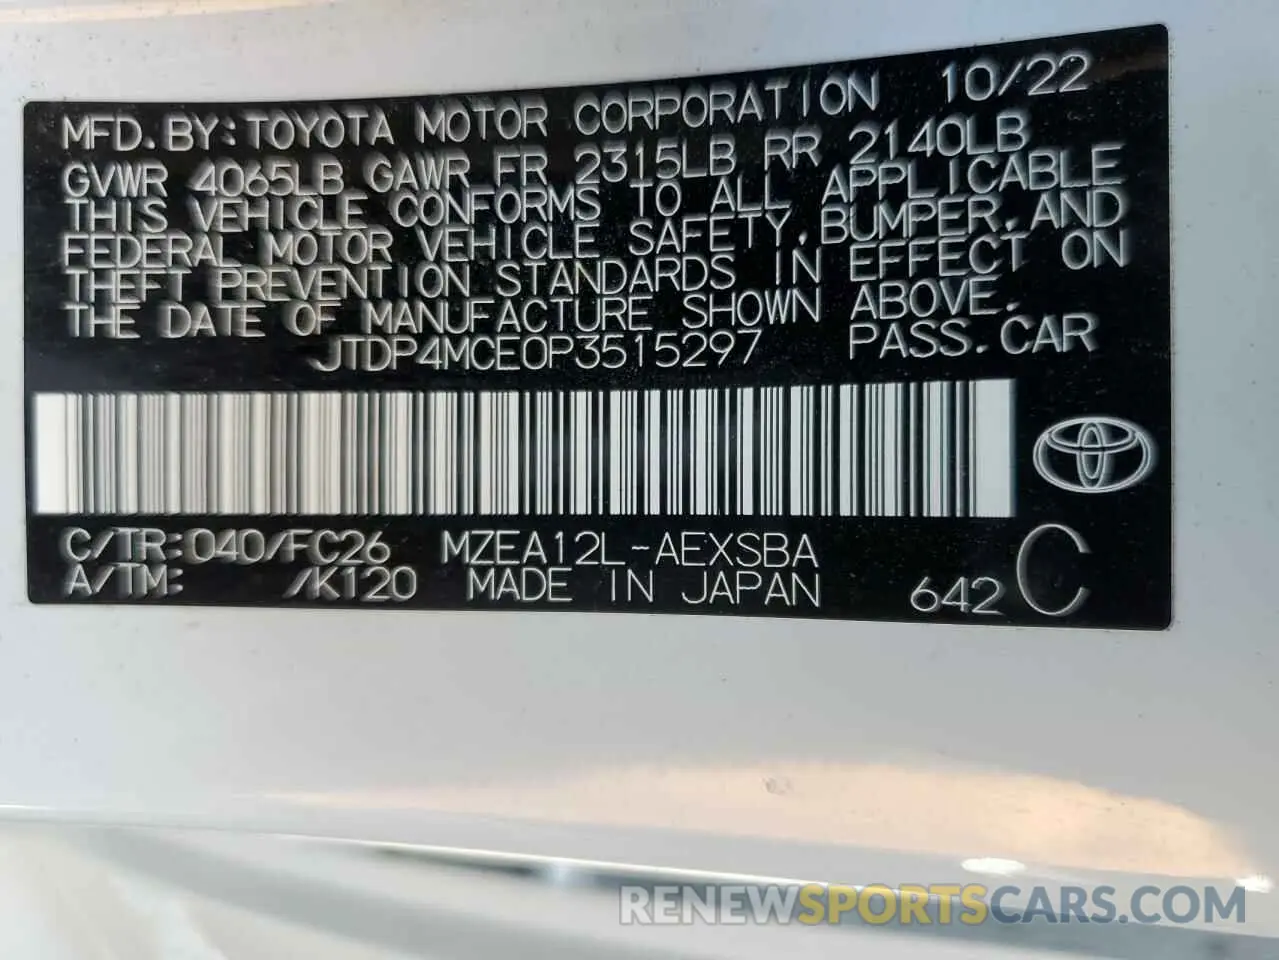 MFD. BY: TOYOTA MOTOR CORPORATION 10/22
GVWR 4065LB GAWR FR 2315LB RR 2140LB
THIS VEHICLE CONFORMS TO ALL APPLICABLE
FEDERAL MOTOR VEHICLE SAFETY, BUMPER, AND
THEFT PREVENTION STANDARDS IN EFFECT ON
THE DATE OF MANUFACTURE SHOWN ABOVE.
JTDP4MCE0P3515297 PASS. CAR
C/TR: 040/FC26 MZEA12L-AEXSBA
A/TM: /K120 MADE IN JAPAN 642 C
RENEWSPORTSCARS.COM